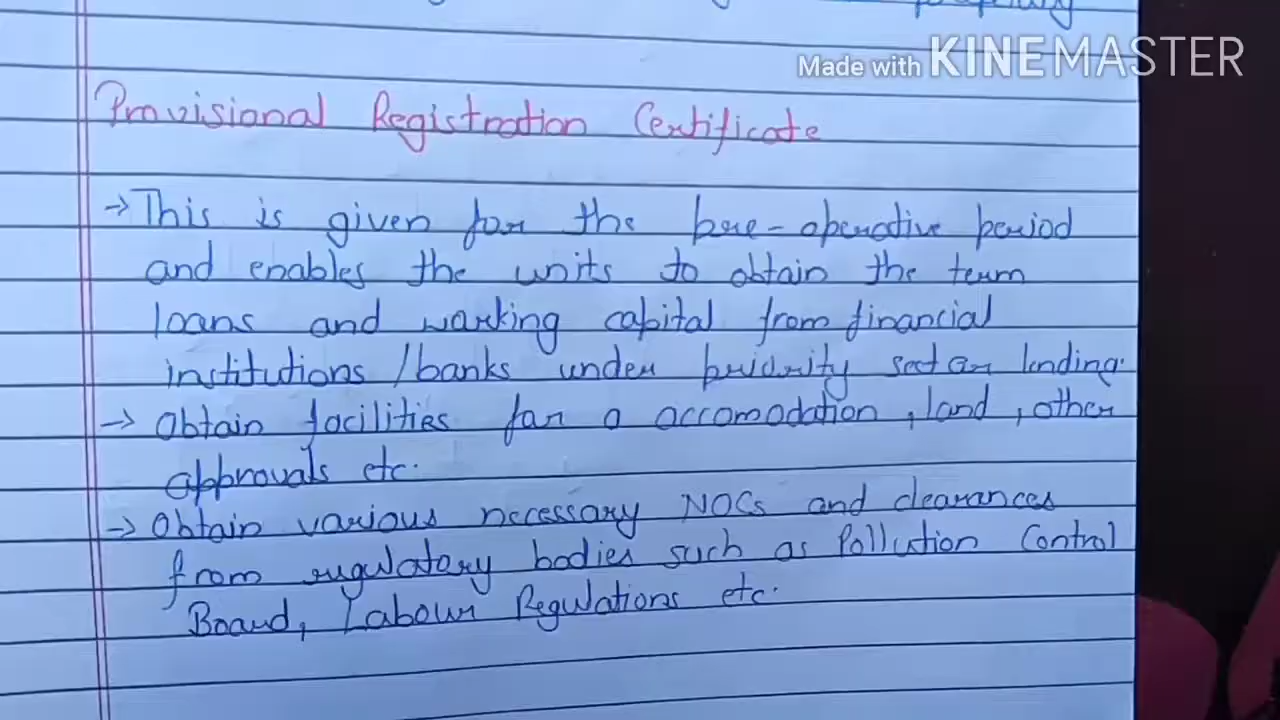 Made with KINEMASTER
Provisional Registration Certificate
→ This is given for the pre-operative period
and enables the units to obtain the term
loans and working capital from financial
institutions /banks under priority sector lending.
→ Obtain facilities for a accomodation, land, other
approvals etc.
→ Obtain various necessary NOCs and clearances
from regulatory bodies such as Pollution Control
Board, Labour Regulations etc.